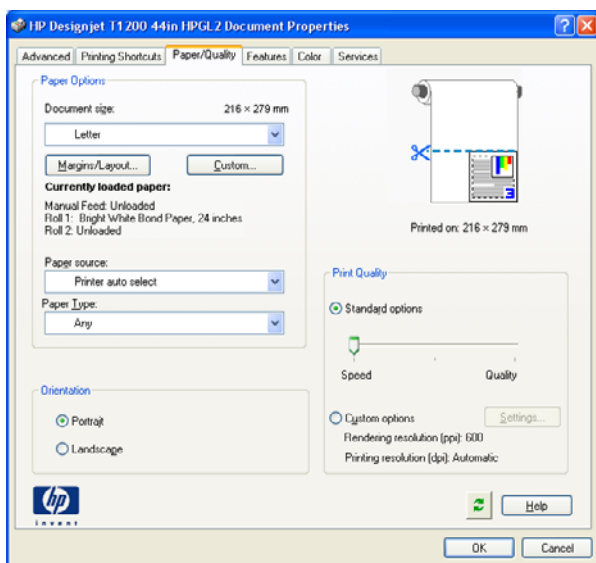 HP Designjet T1200 44in HPGL2 Document Properties
Advanced Printing Shortcuts Paper/Quality Features Color Services
Paper Options
Document size: 216 × 279 mm
Letter
Margins/Layout... Custom...
Currently loaded paper:
Manual Feed: Unloaded
Roll 1: Bright White Bond Paper, 24 inches
Roll 2: Unloaded
Paper source:
Printer auto select
Paper Type:
Any
Orientation
Portrait
Landscape
3
Printed on: 216 × 279 mm
Print Quality
Standard options
Speed Quality
Custom options Settings...
Rendering resolution (ppi): 600
Printing resolution (dpi): Automatic
hp
invent
Help
OK Cancel